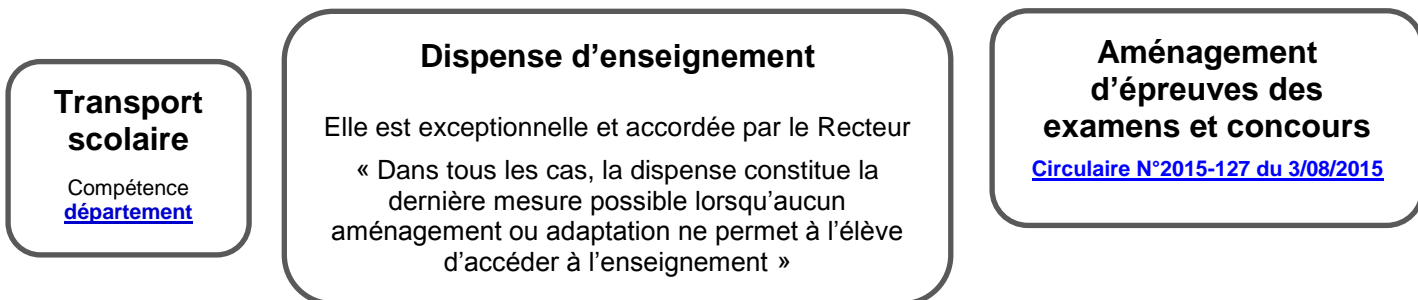 Transport
scolaire
Compétence
département
Dispense d’enseignement
Elle est exceptionnelle et accordée par le Recteur
« Dans tous les cas, la dispense constitue la
dernière mesure possible lorsqu’aucun
aménagement ou adaptation ne permet à l’élève
d’accéder à l’enseignement »
Aménagement
d’épreuves des
examens et concours
Circulaire N°2015-127 du 3/08/2015